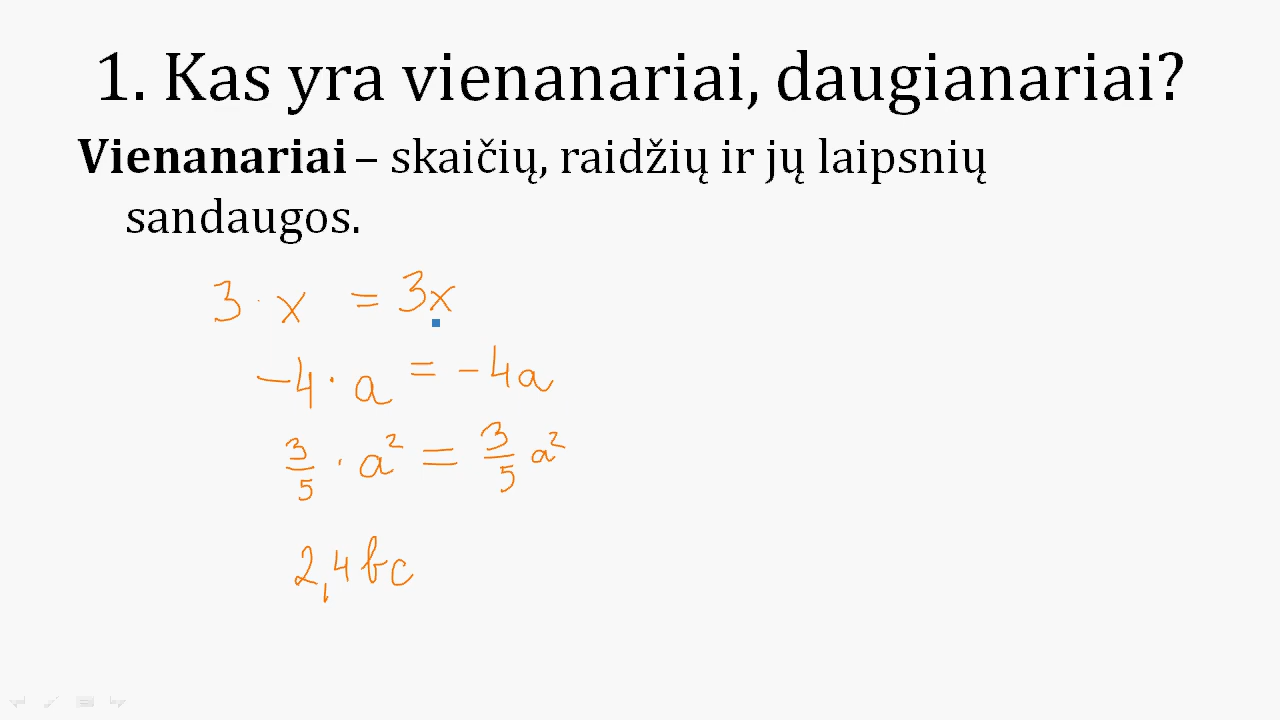 1. Kas yra vienanariai, daugianariai?
Vienanariai – skaičių, raidžių ir jų laipsnių
sandaugos.
3 · x = 3x
-4 · a = -4a
3/5 · a² = 3/5 a²
2,4bc